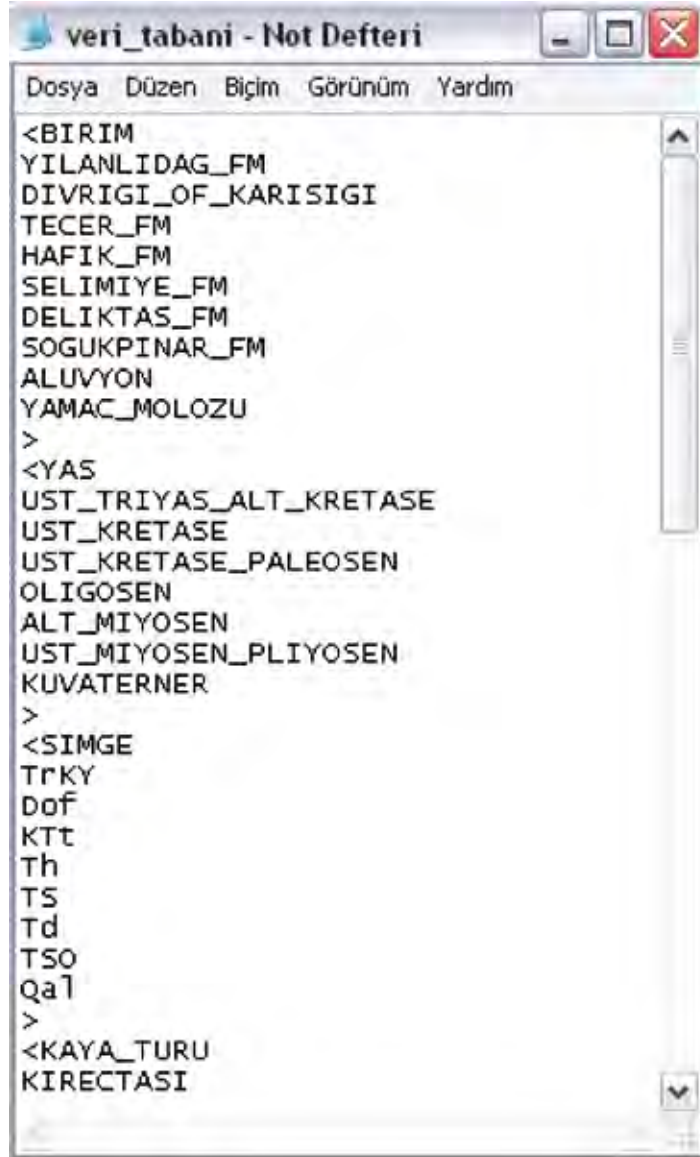 veri_tabani - Not Defteri
Dosya Düzen Biçim Görünüm Yardım
<BIRIM
YILANLIDAG_FM
DIVRIGI_OF_KARISIGI
TECER_FM
HAFIK_FM
SELIMIYE_FM
DELIKTAS_FM
SOGUKPINAR_FM
ALUVYON
YAMAC_MOLOZU
>
<YAS
UST_TRIYAS_ALT_KRETASE
UST_KRETASE
UST_KRETASE_PALEOSEN
OLIGOSEN
ALT_MIYOSEN
UST_MIYOSEN_PLIYOSEN
KUVATERNER
>
<SIMGE
TrKY
Dof
KTt
Th
TS
Td
TSO
Qal
>
<KAYA_TURU
KIRECTASI